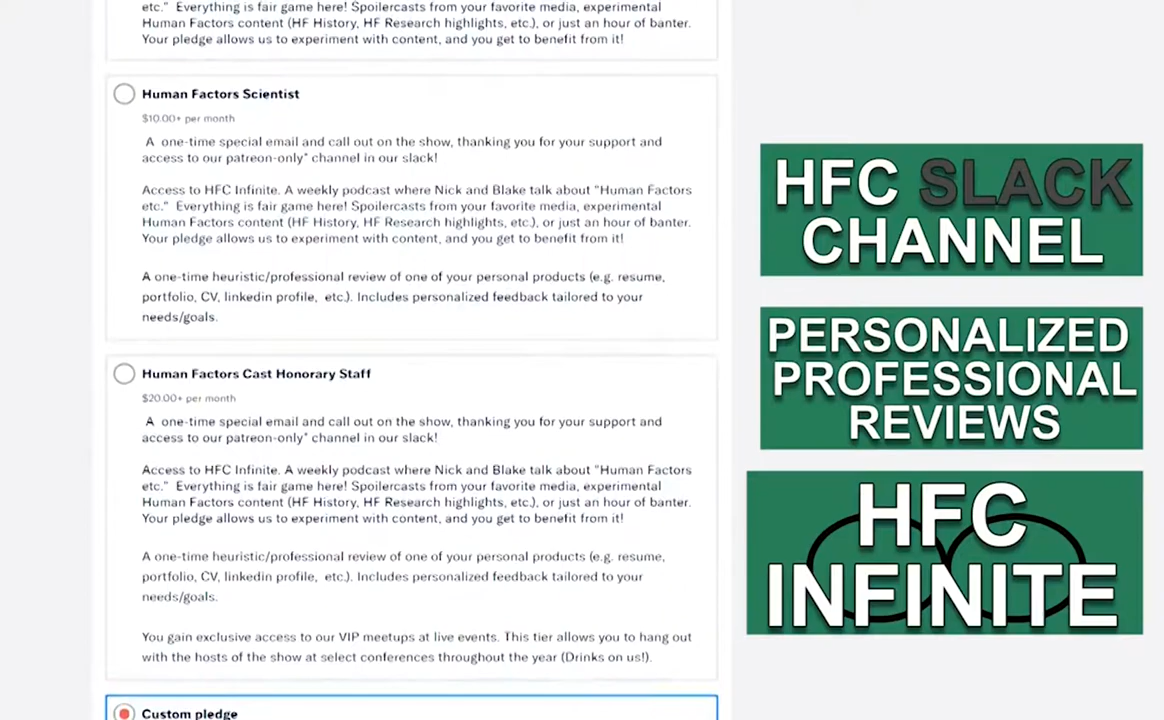 etc." Everything is fair game here! Spoilercasts from your favorite media, experimental
Human Factors content (HF History, HF Research highlights, etc.), or just an hour of banter.
Your pledge allows us to experiment with content, and you get to benefit from it!
Human Factors Scientist
$10.00+ per month
A one-time special email and call out on the show, thanking you for your support and
access to our patreon-only* channel in our slack!
Access to HFC Infinite. A weekly podcast where Nick and Blake talk about "Human Factors
etc." Everything is fair game here! Spoilercasts from your favorite media, experimental
Human Factors content (HF History, HF Research highlights, etc.), or just an hour of banter.
Your pledge allows us to experiment with content, and you get to benefit from it!
A one-time heuristic/professional review of one of your personal products (e.g. resume,
portfolio, CV, linkedin profile, etc.). Includes personalized feedback tailored to your
needs/goals.
Human Factors Cast Honorary Staff
$20.00+ per month
A one-time special email and call out on the show, thanking you for your support and
access to our patreon-only* channel in our slack!
Access to HFC Infinite. A weekly podcast where Nick and Blake talk about "Human Factors
etc." Everything is fair game here! Spoilercasts from your favorite media, experimental
Human Factors content (HF History, HF Research highlights, etc.), or just an hour of banter.
Your pledge allows us to experiment with content, and you get to benefit from it!
A one-time heuristic/professional review of one of your personal products (e.g. resume,
portfolio, CV, linkedin profile, etc.). Includes personalized feedback tailored to your
needs/goals.
You gain exclusive access to our VIP meetups at live events. This tier allows you to hang out
with the hosts of the show at select conferences throughout the year (Drinks on us!).
Custom pledge
HFC SLACK
CHANNEL
PERSONALIZED
PROFESSIONAL
REVIEWS
HFC
INFINITE